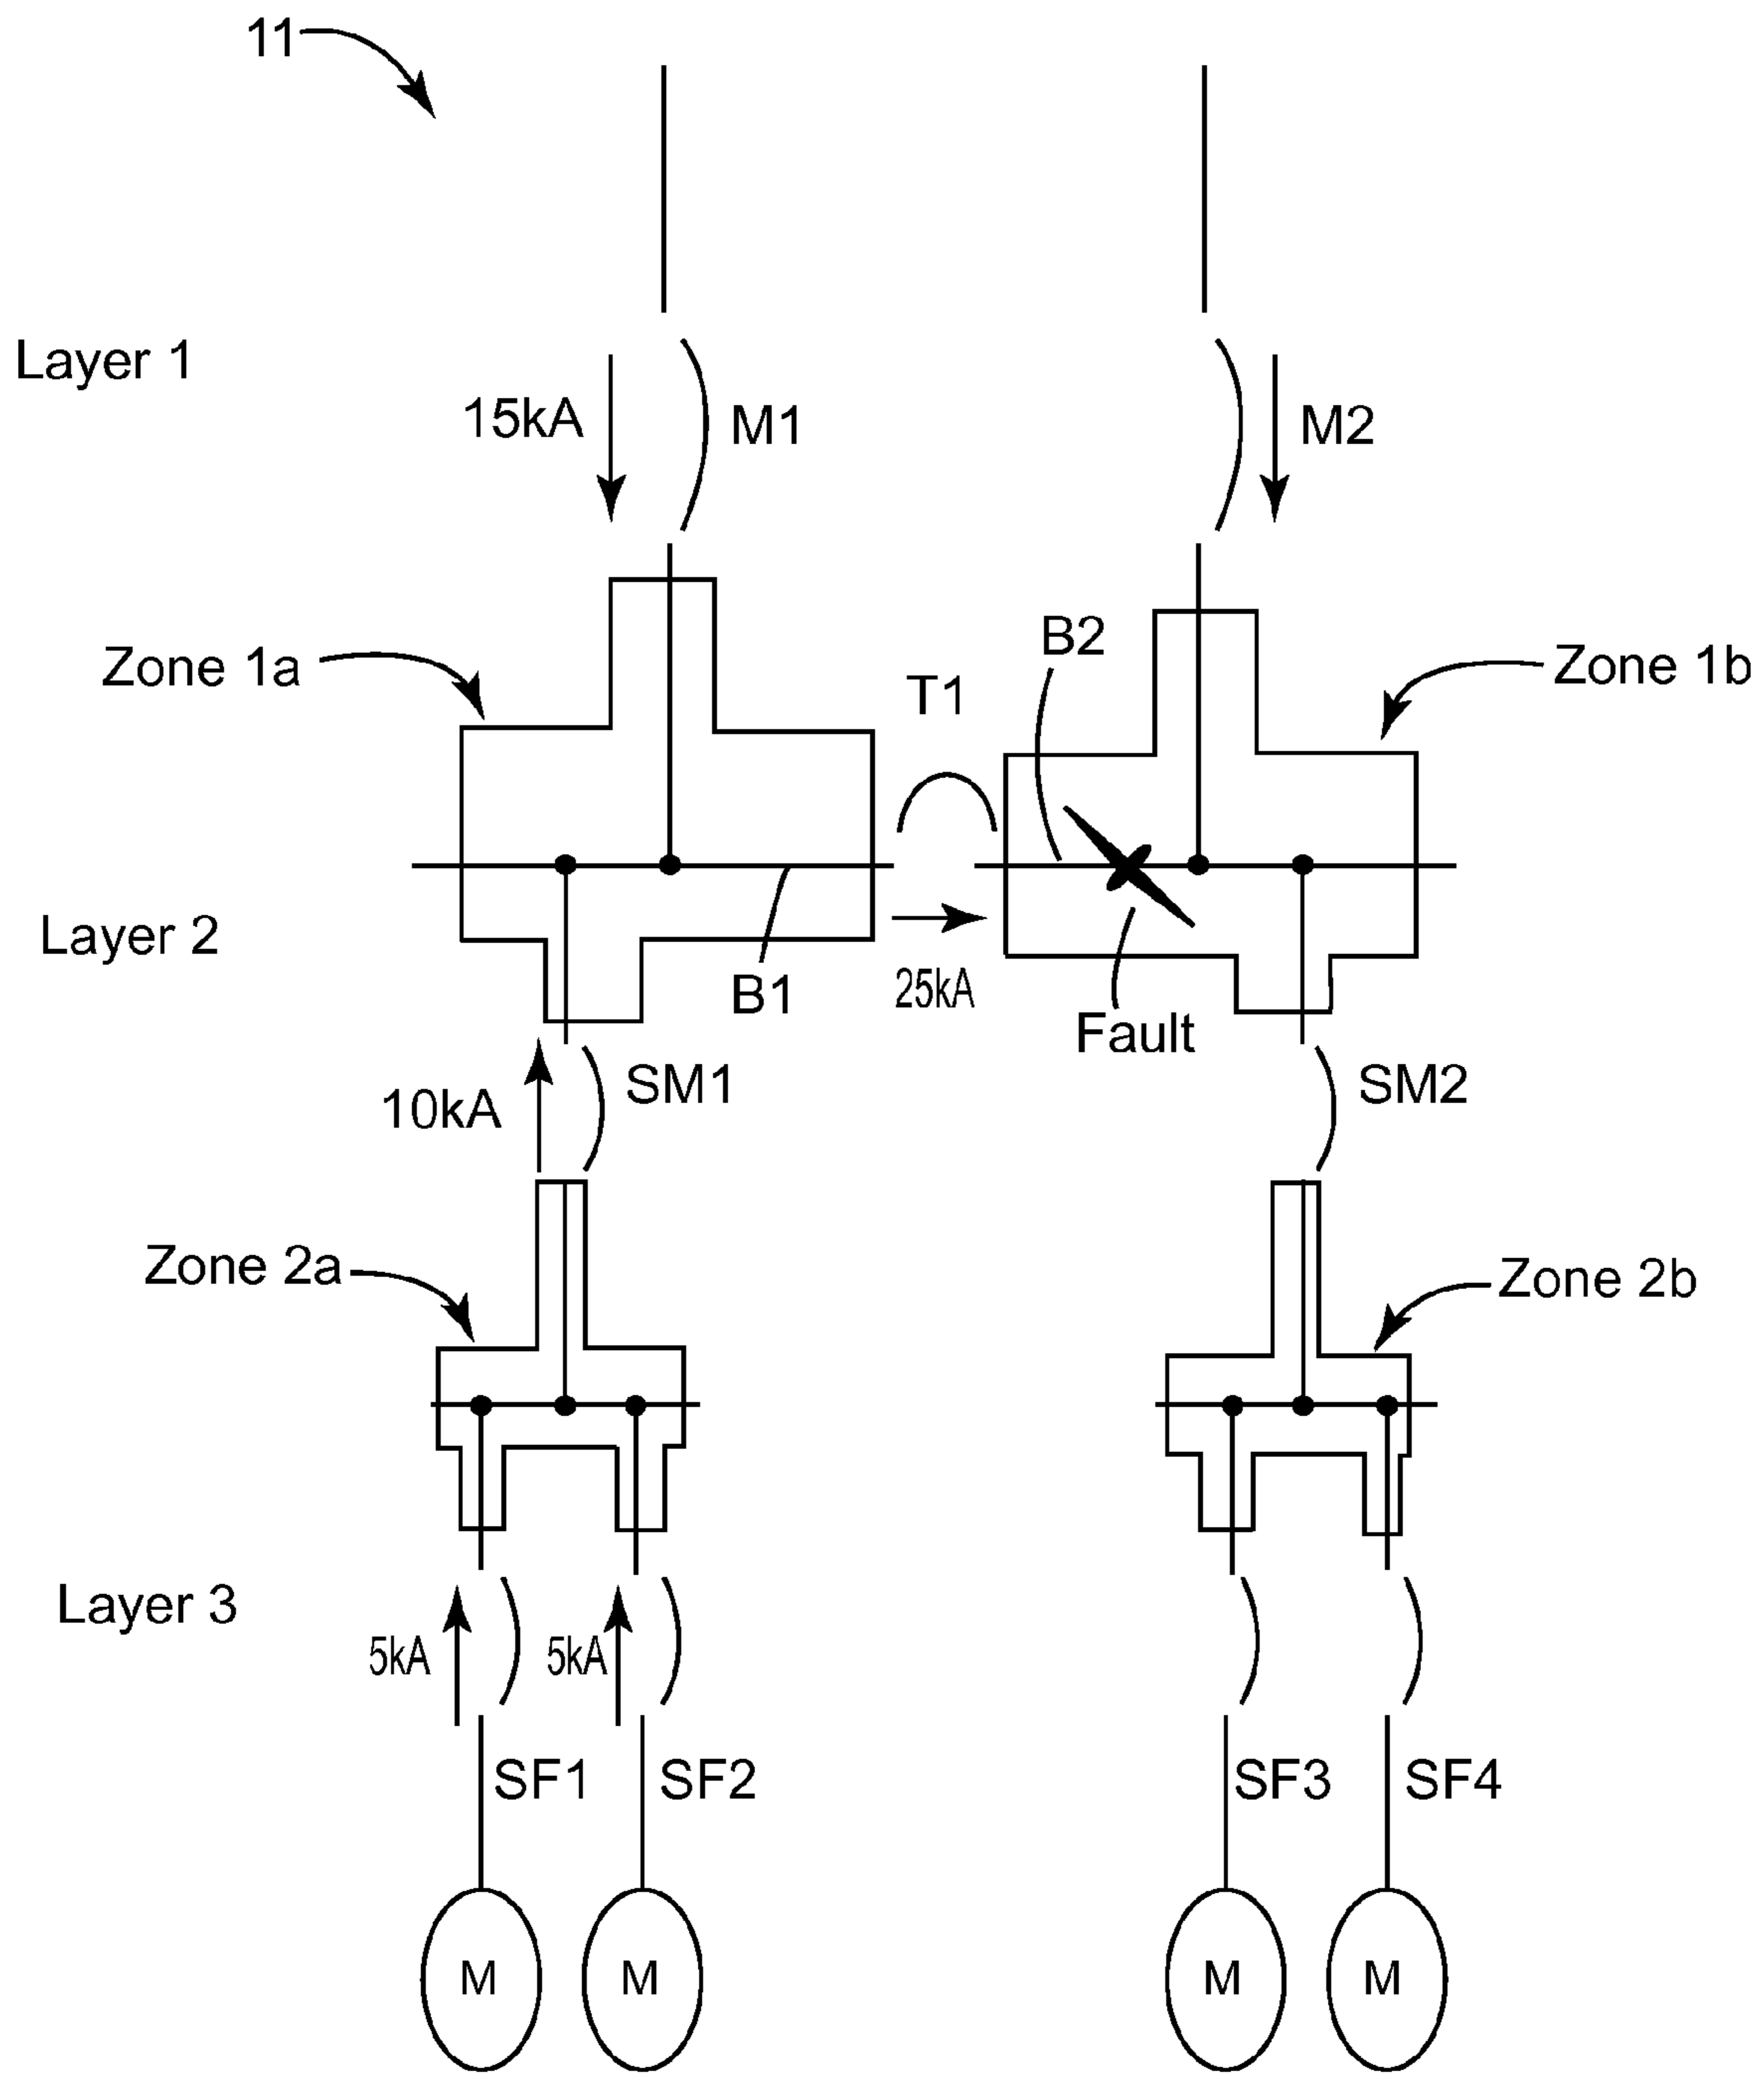 11
Layer 1
15kA
M1
M2
B2
Zone 1a
T1
Zone 1b
Layer 2
B1
25kA
Fault
SM1
SM2
10kA
Zone 2a
Zone 2b
Layer 3
5kA
5kA
SF1
SF2
SF3
SF4
M
M
M
M